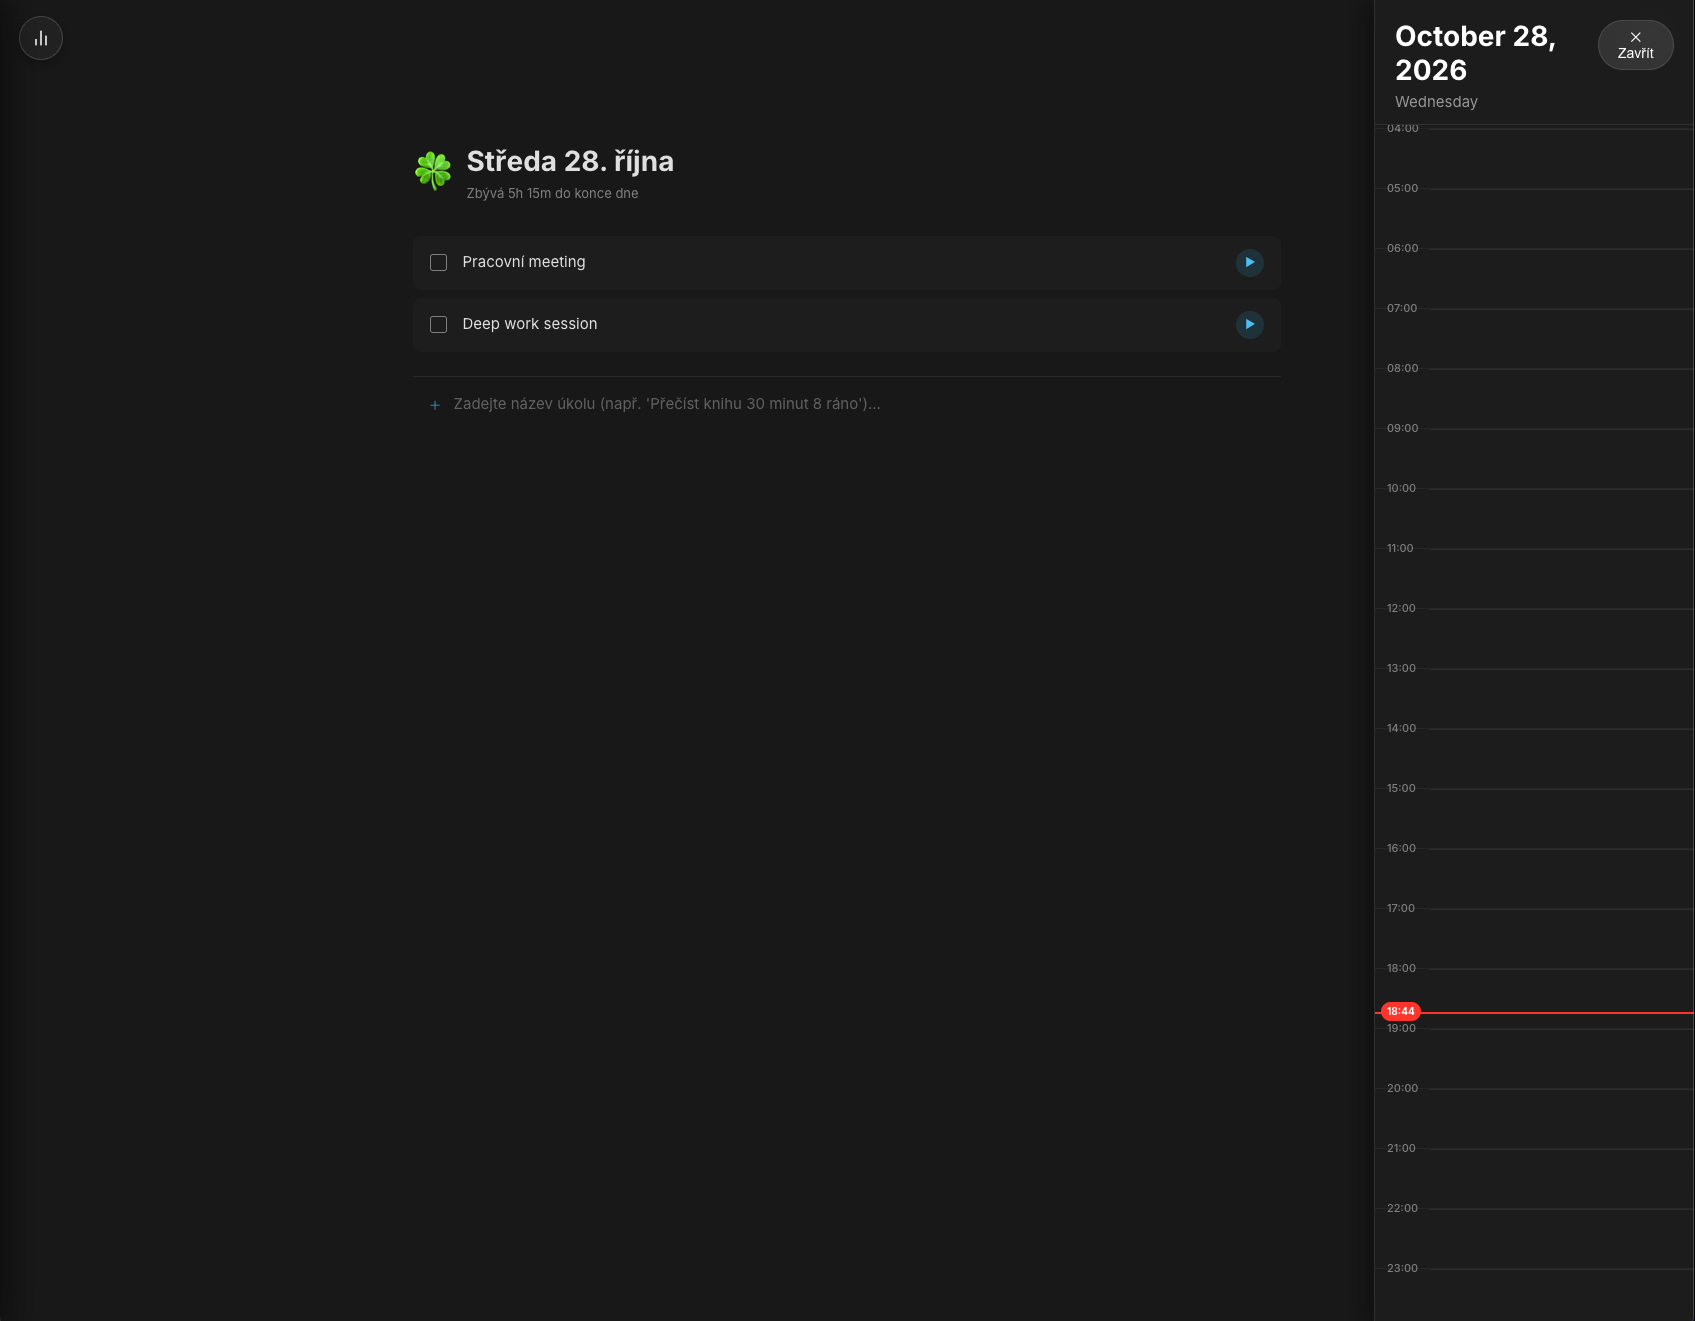 Středa 28. října
Zbývá 5h 15m do konce dne
Pracovní meeting
Deep work session
+ Zadejte název úkolu (např. 'Přečíst knihu 30 minut 8 ráno')...
October 28,
2026
Wednesday
Zavřít
04:00
05:00
06:00
07:00
08:00
09:00
10:00
11:00
12:00
13:00
14:00
15:00
16:00
17:00
18:00
18:44
19:00
20:00
21:00
22:00
23:00